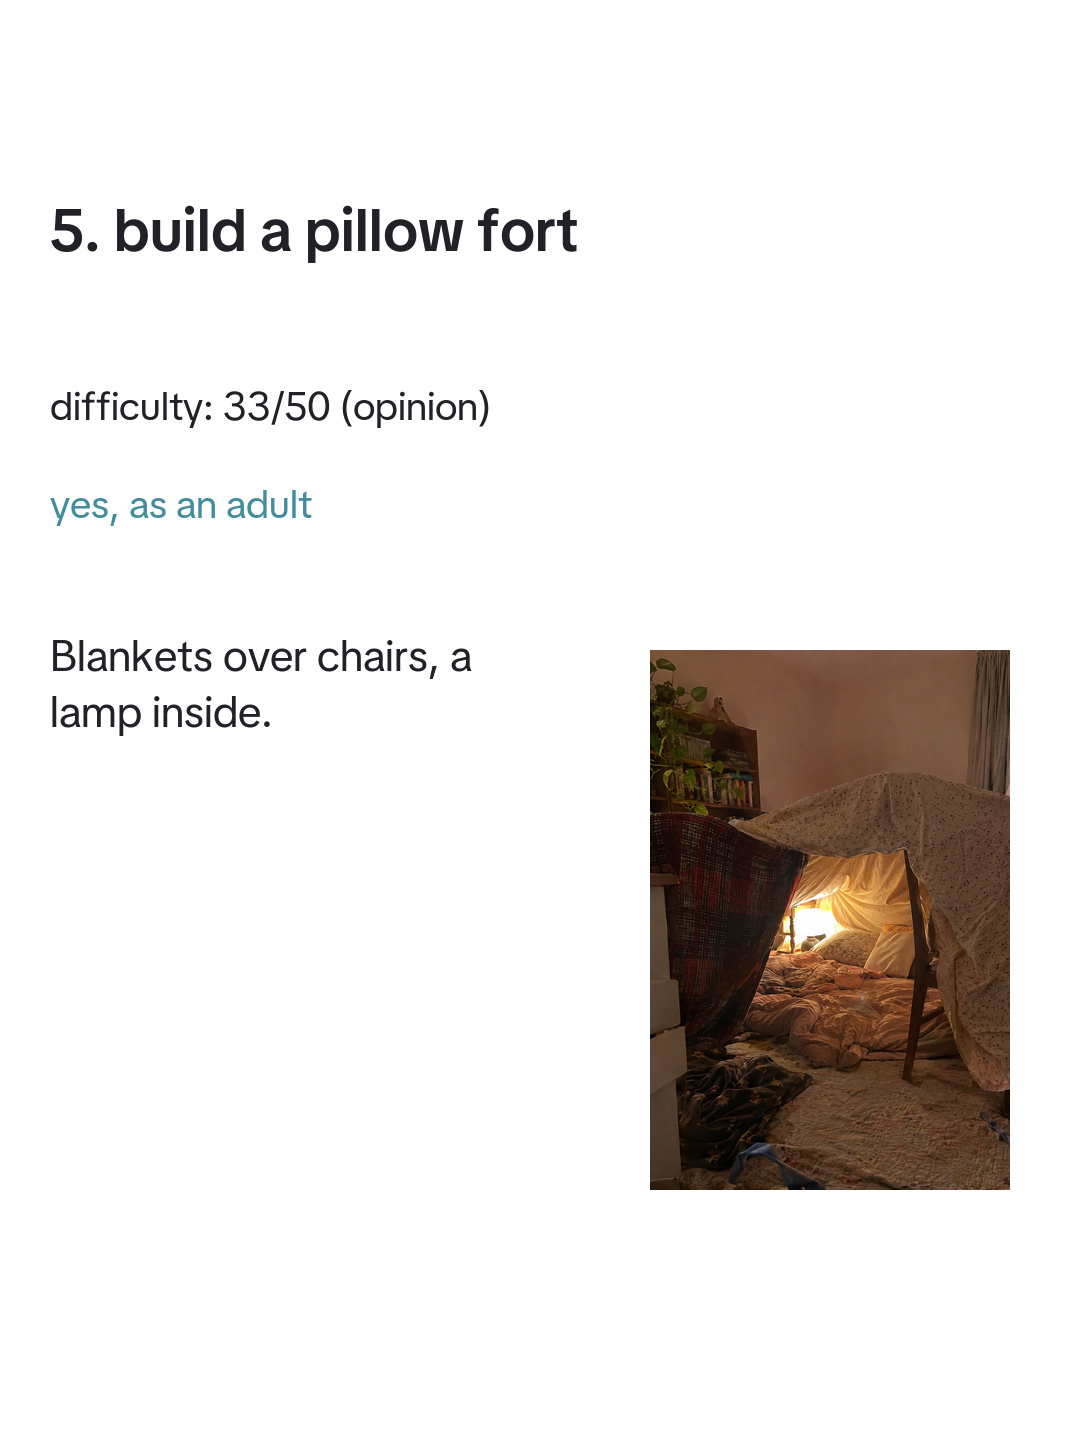 5. build a pillow fort
difficulty: 33/50 (opinion)
yes, as an adult
Blankets over chairs, a
lamp inside.